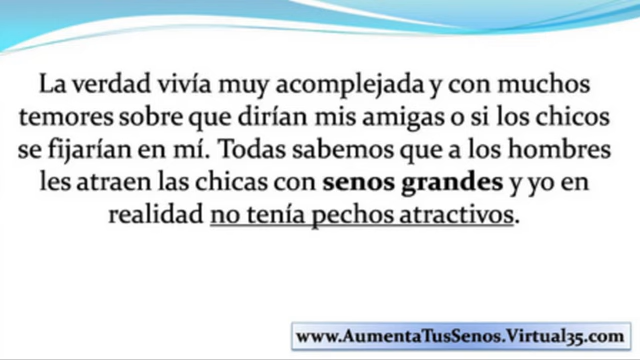 La verdad vivía muy acomplejada y con muchos
temores sobre que dirían mis amigas o si los chicos
se fijarían en mí. Todas sabemos que a los hombres
les atraen las chicas con senos grandes y yo en
realidad no tenía pechos atractivos.
www.AumentaTusSenos.Virtual35.com